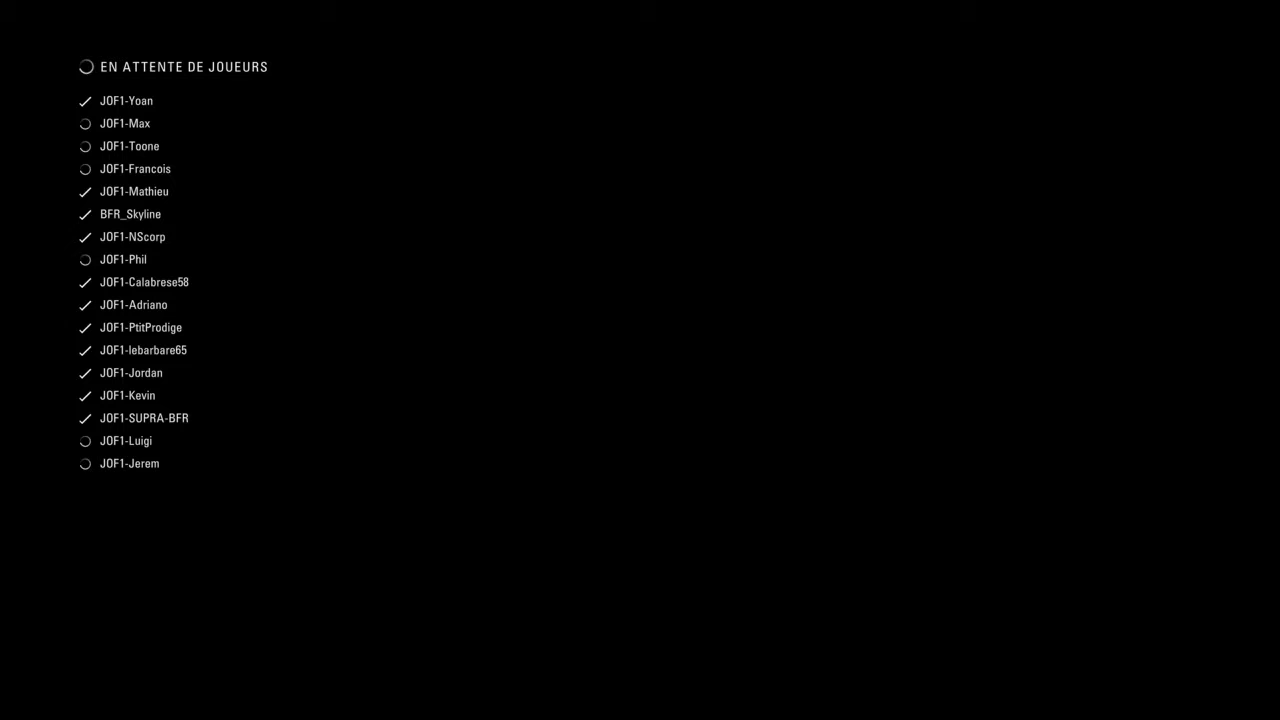 EN ATTENTE DE JOUEURS
JOF1-Yoan
JOF1-Max
JOF1-Toone
JOF1-Francois
JOF1-Mathieu
BFR_Skyline
JOF1-NScorp
JOF1-Phil
JOF1-Calabrese58
JOF1-Adriano
JOF1-PtitProdige
JOF1-lebarbare65
JOF1-Jordan
JOF1-Kevin
JOF1-SUPRA-BFR
JOF1-Luigi
JOF1-Jerem